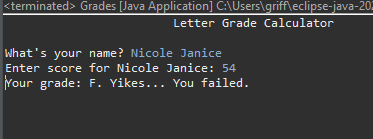 <terminated> Grades [Java Application] C:\Users\griff\eclipse-java-202
Letter Grade Calculator
What's your name? Nicole Janice
Enter score for Nicole Janice: 54
Your grade: F. Yikes... You failed.